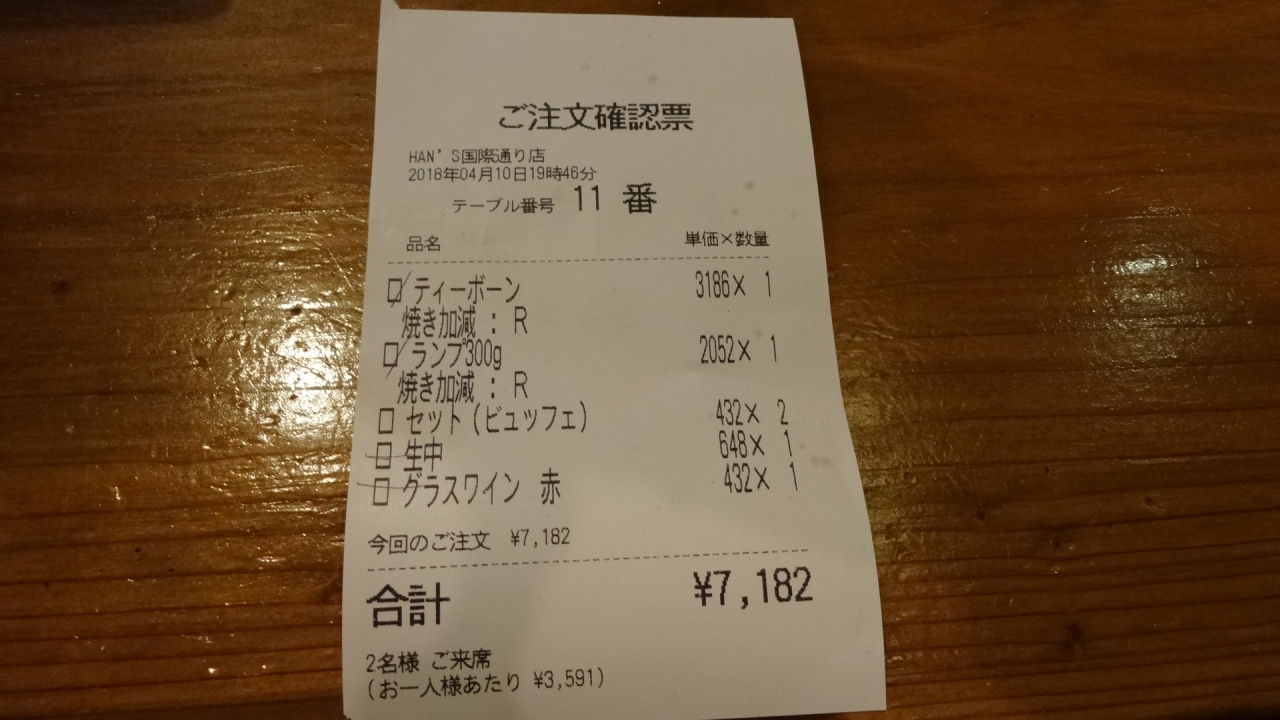 ご注文確認票
HAN'S国際通り店
2018年04月10日19時46分
テーブル番号 11 番
品名 単価×数量
□ ティーボーン 3186× 1
焼き加減 : R
□ ランプ300g 2052× 1
焼き加減 : R
□ セット(ビュッフェ) 432× 2
□ 生中 648× 1
□ グラスワイン 赤 432× 1
今回のご注文 ¥7,182
合計 ¥7,182
2名様 ご来席
(お一人様あたり ¥3,591)